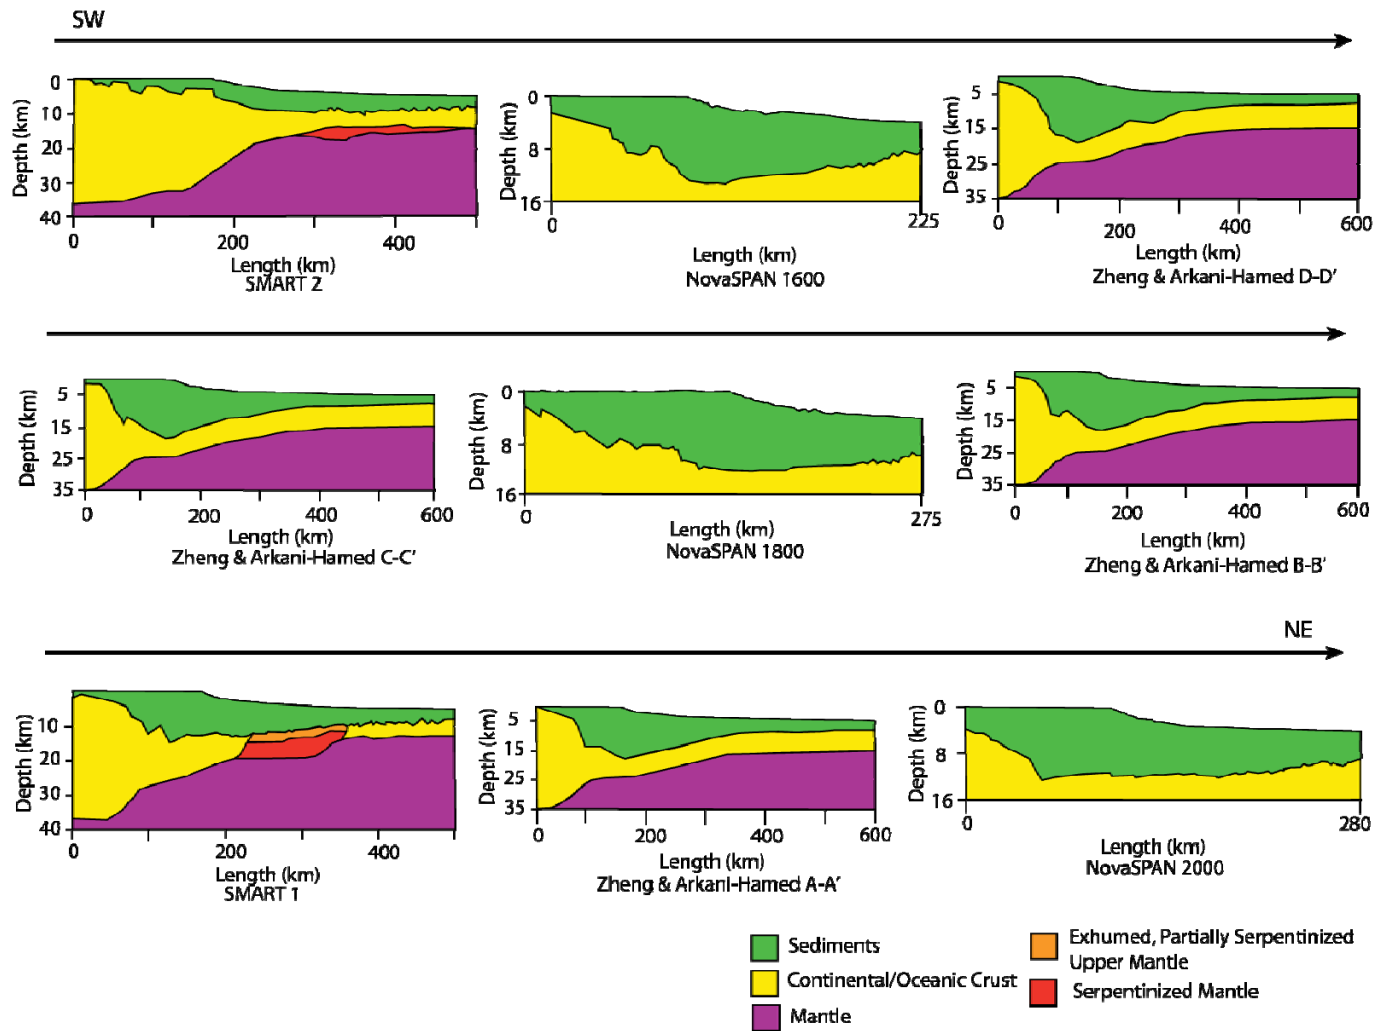 SW
0
10
20
30
40
Depth (km)
0
200
400
Length (km)
SMART 2
0
8
16
Depth (km)
0
225
Length (km)
NovaSPAN 1600
5
15
25
35
Depth (km)
0
200
400
600
Length (km)
Zheng & Arkani-Hamed D-D'
5
15
25
35
Depth (km)
0
200
400
600
Length (km)
Zheng & Arkani-Hamed C-C'
0
8
16
Depth (km)
0
275
Length (km)
NovaSPAN 1800
5
15
25
35
Depth (km)
0
200
400
600
Length (km)
Zheng & Arkani-Hamed B-B'
NE
10
20
30
40
Depth (km)
0
200
400
Length (km)
SMART 1
5
15
25
35
Depth (km)
0
200
400
600
Length (km)
Zheng & Arkani-Hamed A-A'
0
8
16
Depth (km)
0
280
Length (km)
NovaSPAN 2000
Sediments
Continental/Oceanic Crust
Mantle
Exhumed, Partially Serpentinized
Upper Mantle
Serpentinized Mantle